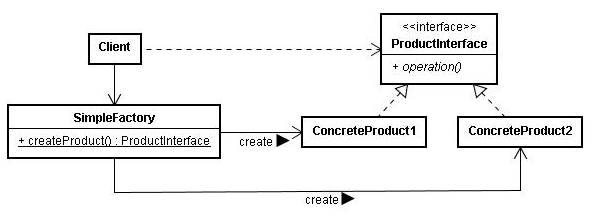 <<interface>>
Client
ProductInterface
+ operation()
SimpleFactory
+ createProduct() : ProductInterface
create
ConcreteProduct1
ConcreteProduct2
create